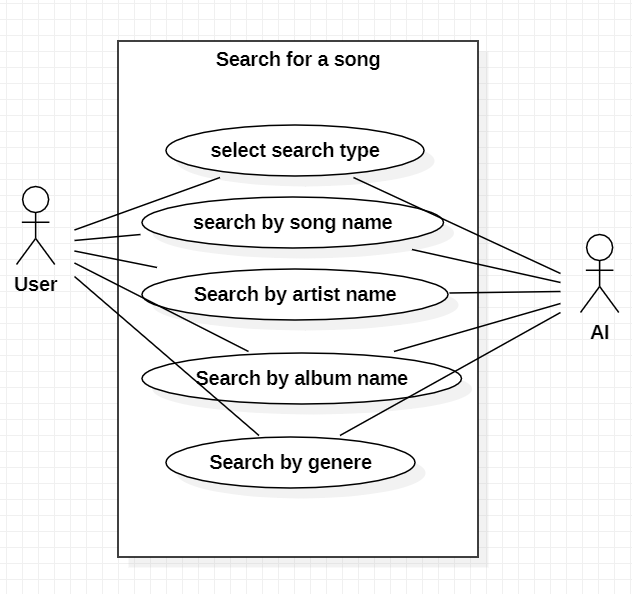 Search for a song
select search type
search by song name
User
Search by artist name
AI
Search by album name
Search by genere